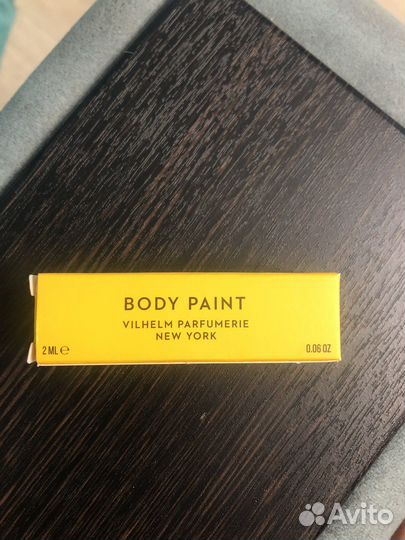 BODY PAINT
VILHELM PARFUMERIE
NEW YORK
2 ML ℮
0.06 OZ
Avito